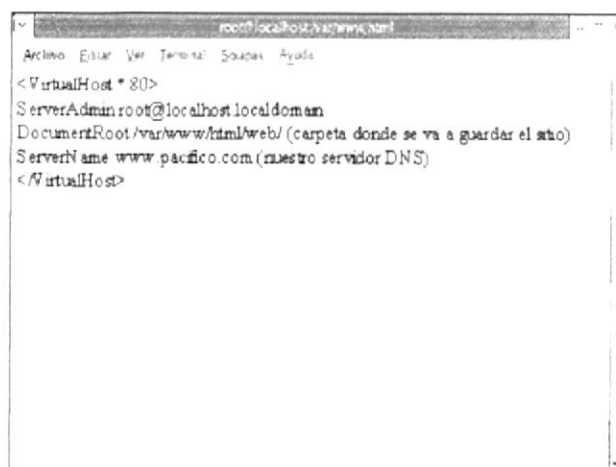 root@localhost:/var/www/html
Archivo Editar Ver Terminal Solapas Ayuda
<VirtualHost * 80>
ServerAdmin root@localhost.localdomain
DocumentRoot /var/www/html/web/ (carpeta donde se va a guardar el sitio)
ServerName www.pacifico.com (nuestro servidor DNS)
</VirtualHost>